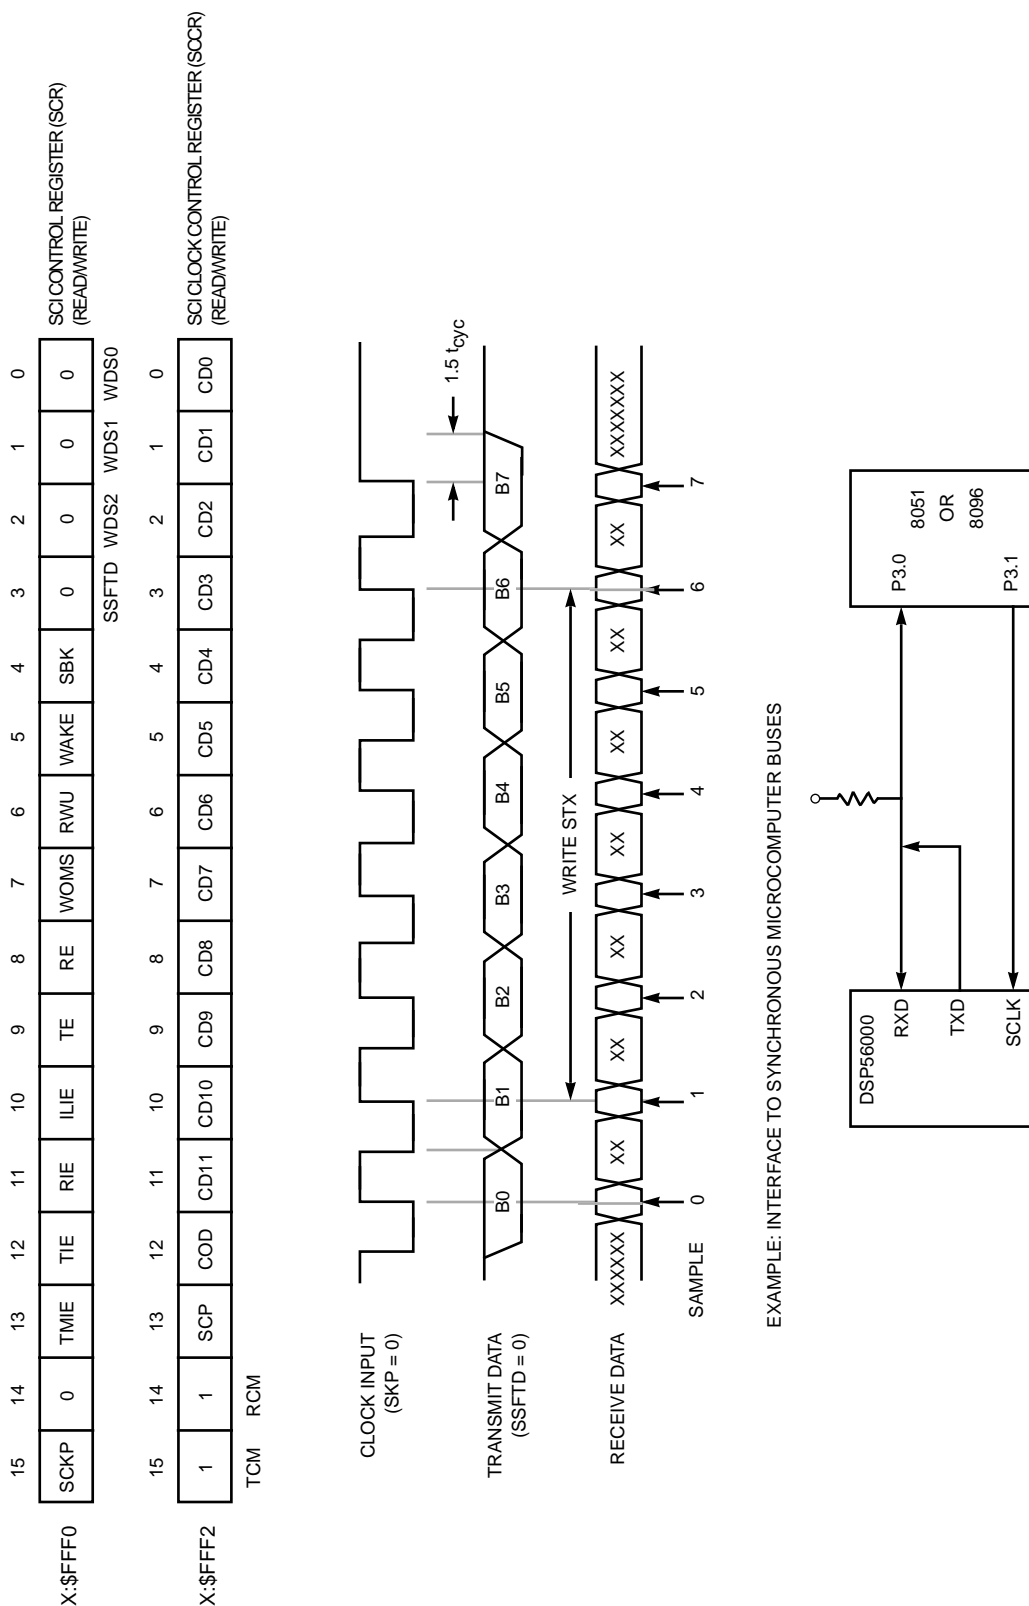 15 14 13 12 11 10 9 8 7 6 5 4 3 2 1 0
X:$FFF0 SCKP 0 TMIE TIE RIE ILIE TE RE WOMS RWU WAKE SBK 0 0 0 0 SCI CONTROL REGISTER (SCR)
(READ/WRITE)
SSFTD WDS2 WDS1 WDS0
15 14 13 12 11 10 9 8 7 6 5 4 3 2 1 0
X:$FFF2 1 1 SCP COD CD11 CD10 CD9 CD8 CD7 CD6 CD5 CD4 CD3 CD2 CD1 CD0 SCI CLOCK CONTROL REGISTER (SCCR)
(READ/WRITE)
TCM RCM
CLOCK INPUT
(SKP = 0)
1.5 tcyc
TRANSMIT DATA
(SSFTD = 0)
B0 B1 B2 B3 B4 B5 B6 B7
WRITE STX
RECEIVE DATA XXXXXX XX XX XX XX XX XX XX XXXXXXX
SAMPLE 0 1 2 3 4 5 6 7
EXAMPLE: INTERFACE TO SYNCHRONOUS MICROCOMPUTER BUSES
DSP56000
RXD
TXD
SCLK
8051
OR
8096
P3.0
P3.1